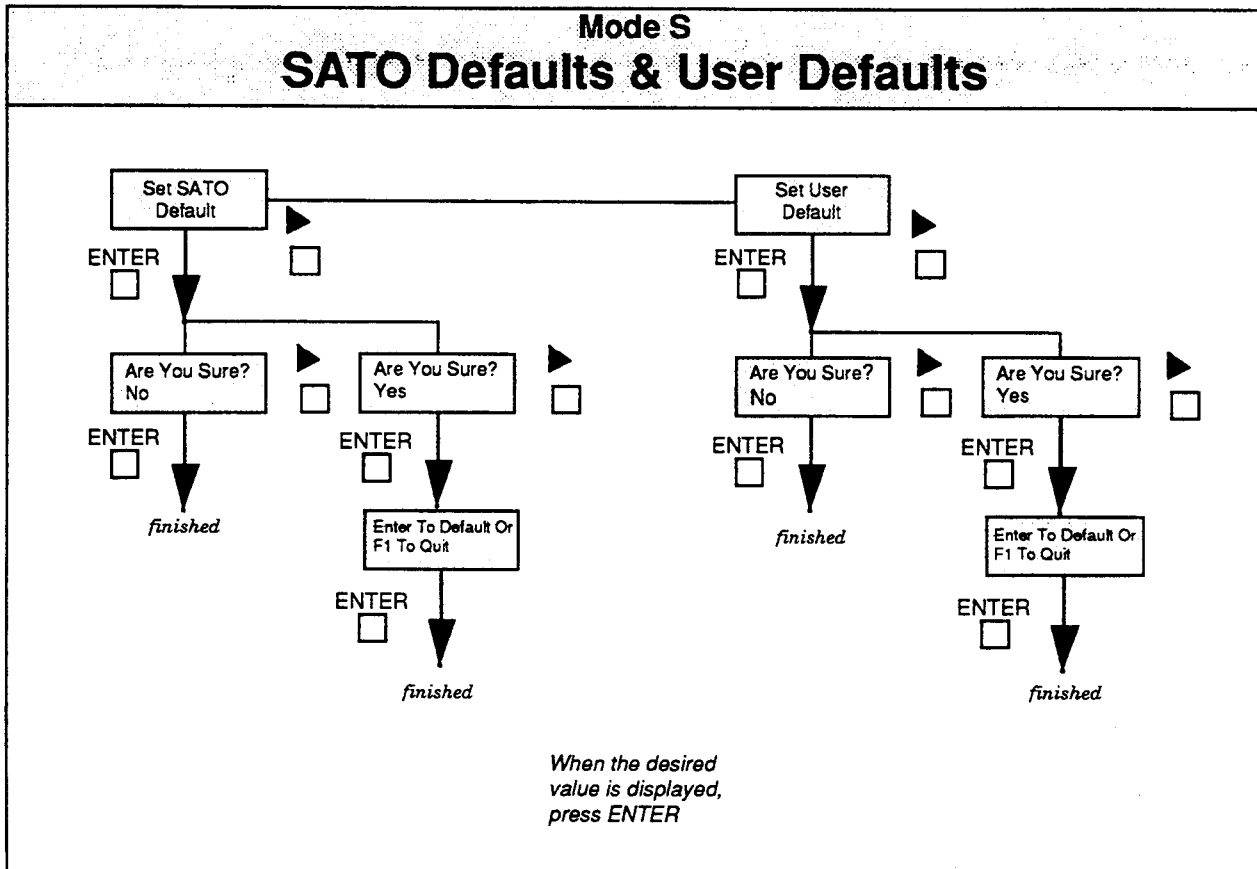 Mode S
SATO Defaults & User Defaults
Set SATO
Default
ENTER
Set User
Default
ENTER
Are You Sure?
No
ENTER
Are You Sure?
Yes
ENTER
Are You Sure?
No
ENTER
Are You Sure?
Yes
ENTER
finished
Enter To Default Or
F1 To Quit
ENTER
finished
finished
Enter To Default Or
F1 To Quit
ENTER
finished
When the desired
value is displayed,
press ENTER